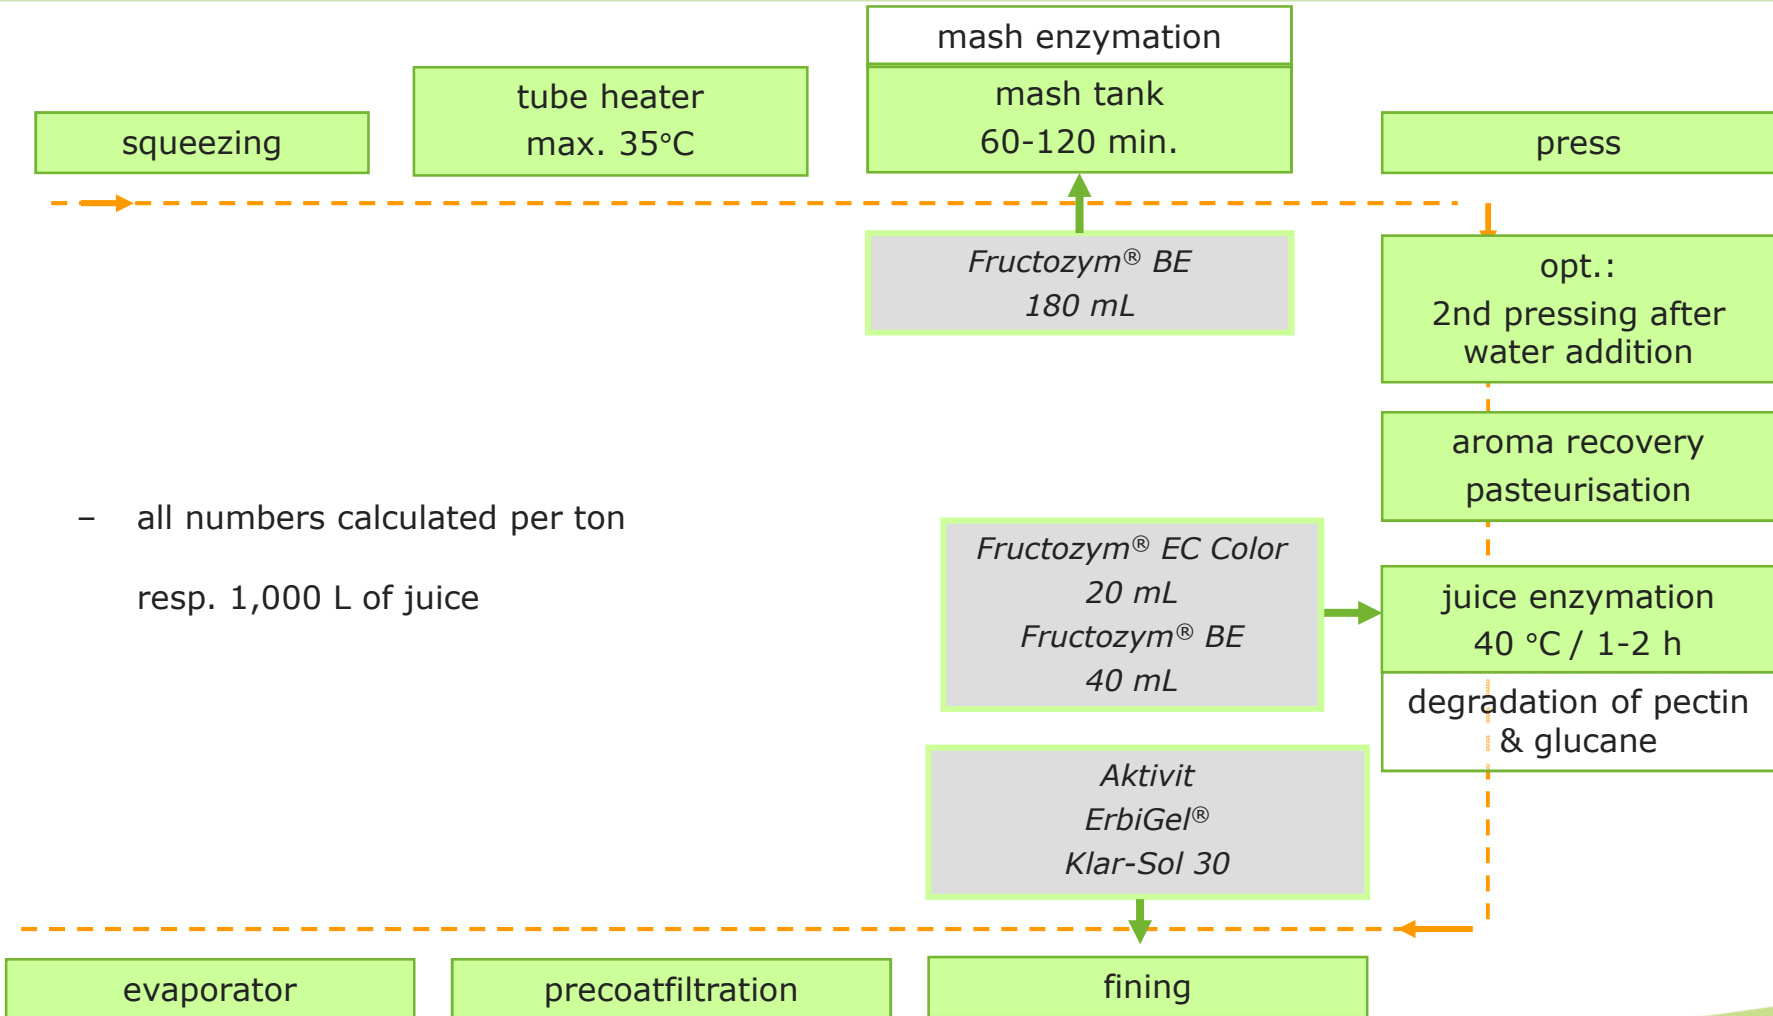 mash enzymation
squeezing
tube heater
max. 35°C
mash tank
60-120 min.
press
Fructozym® BE
180 mL
opt.:
2nd pressing after
water addition
aroma recovery
pasteurisation
– all numbers calculated per ton
resp. 1,000 L of juice
Fructozym® EC Color
20 mL
Fructozym® BE
40 mL
juice enzymation
40 °C / 1-2 h
degradation of pectin
& glucane
Aktivit
ErbiGel®
Klar-Sol 30
evaporator
precoatfiltration
fining